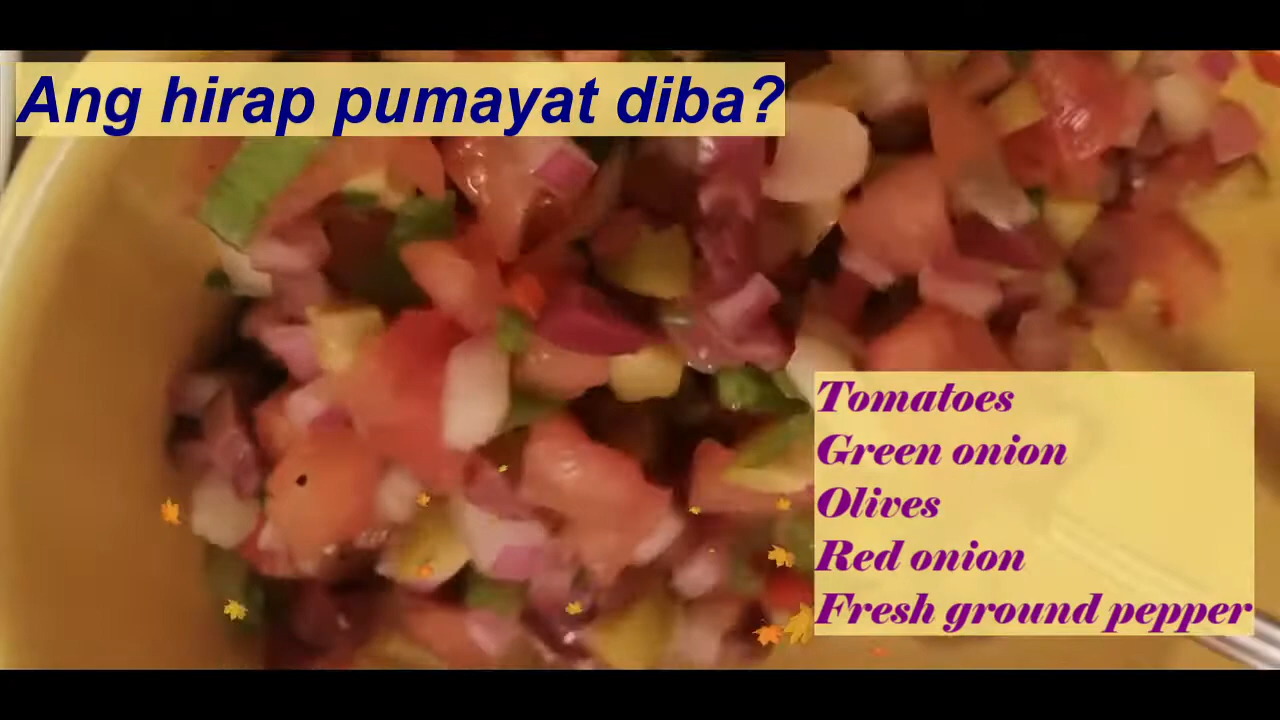 Ang hirap pumayat diba?
Tomatoes
Green onion
Olives
Red onion
Fresh ground pepper